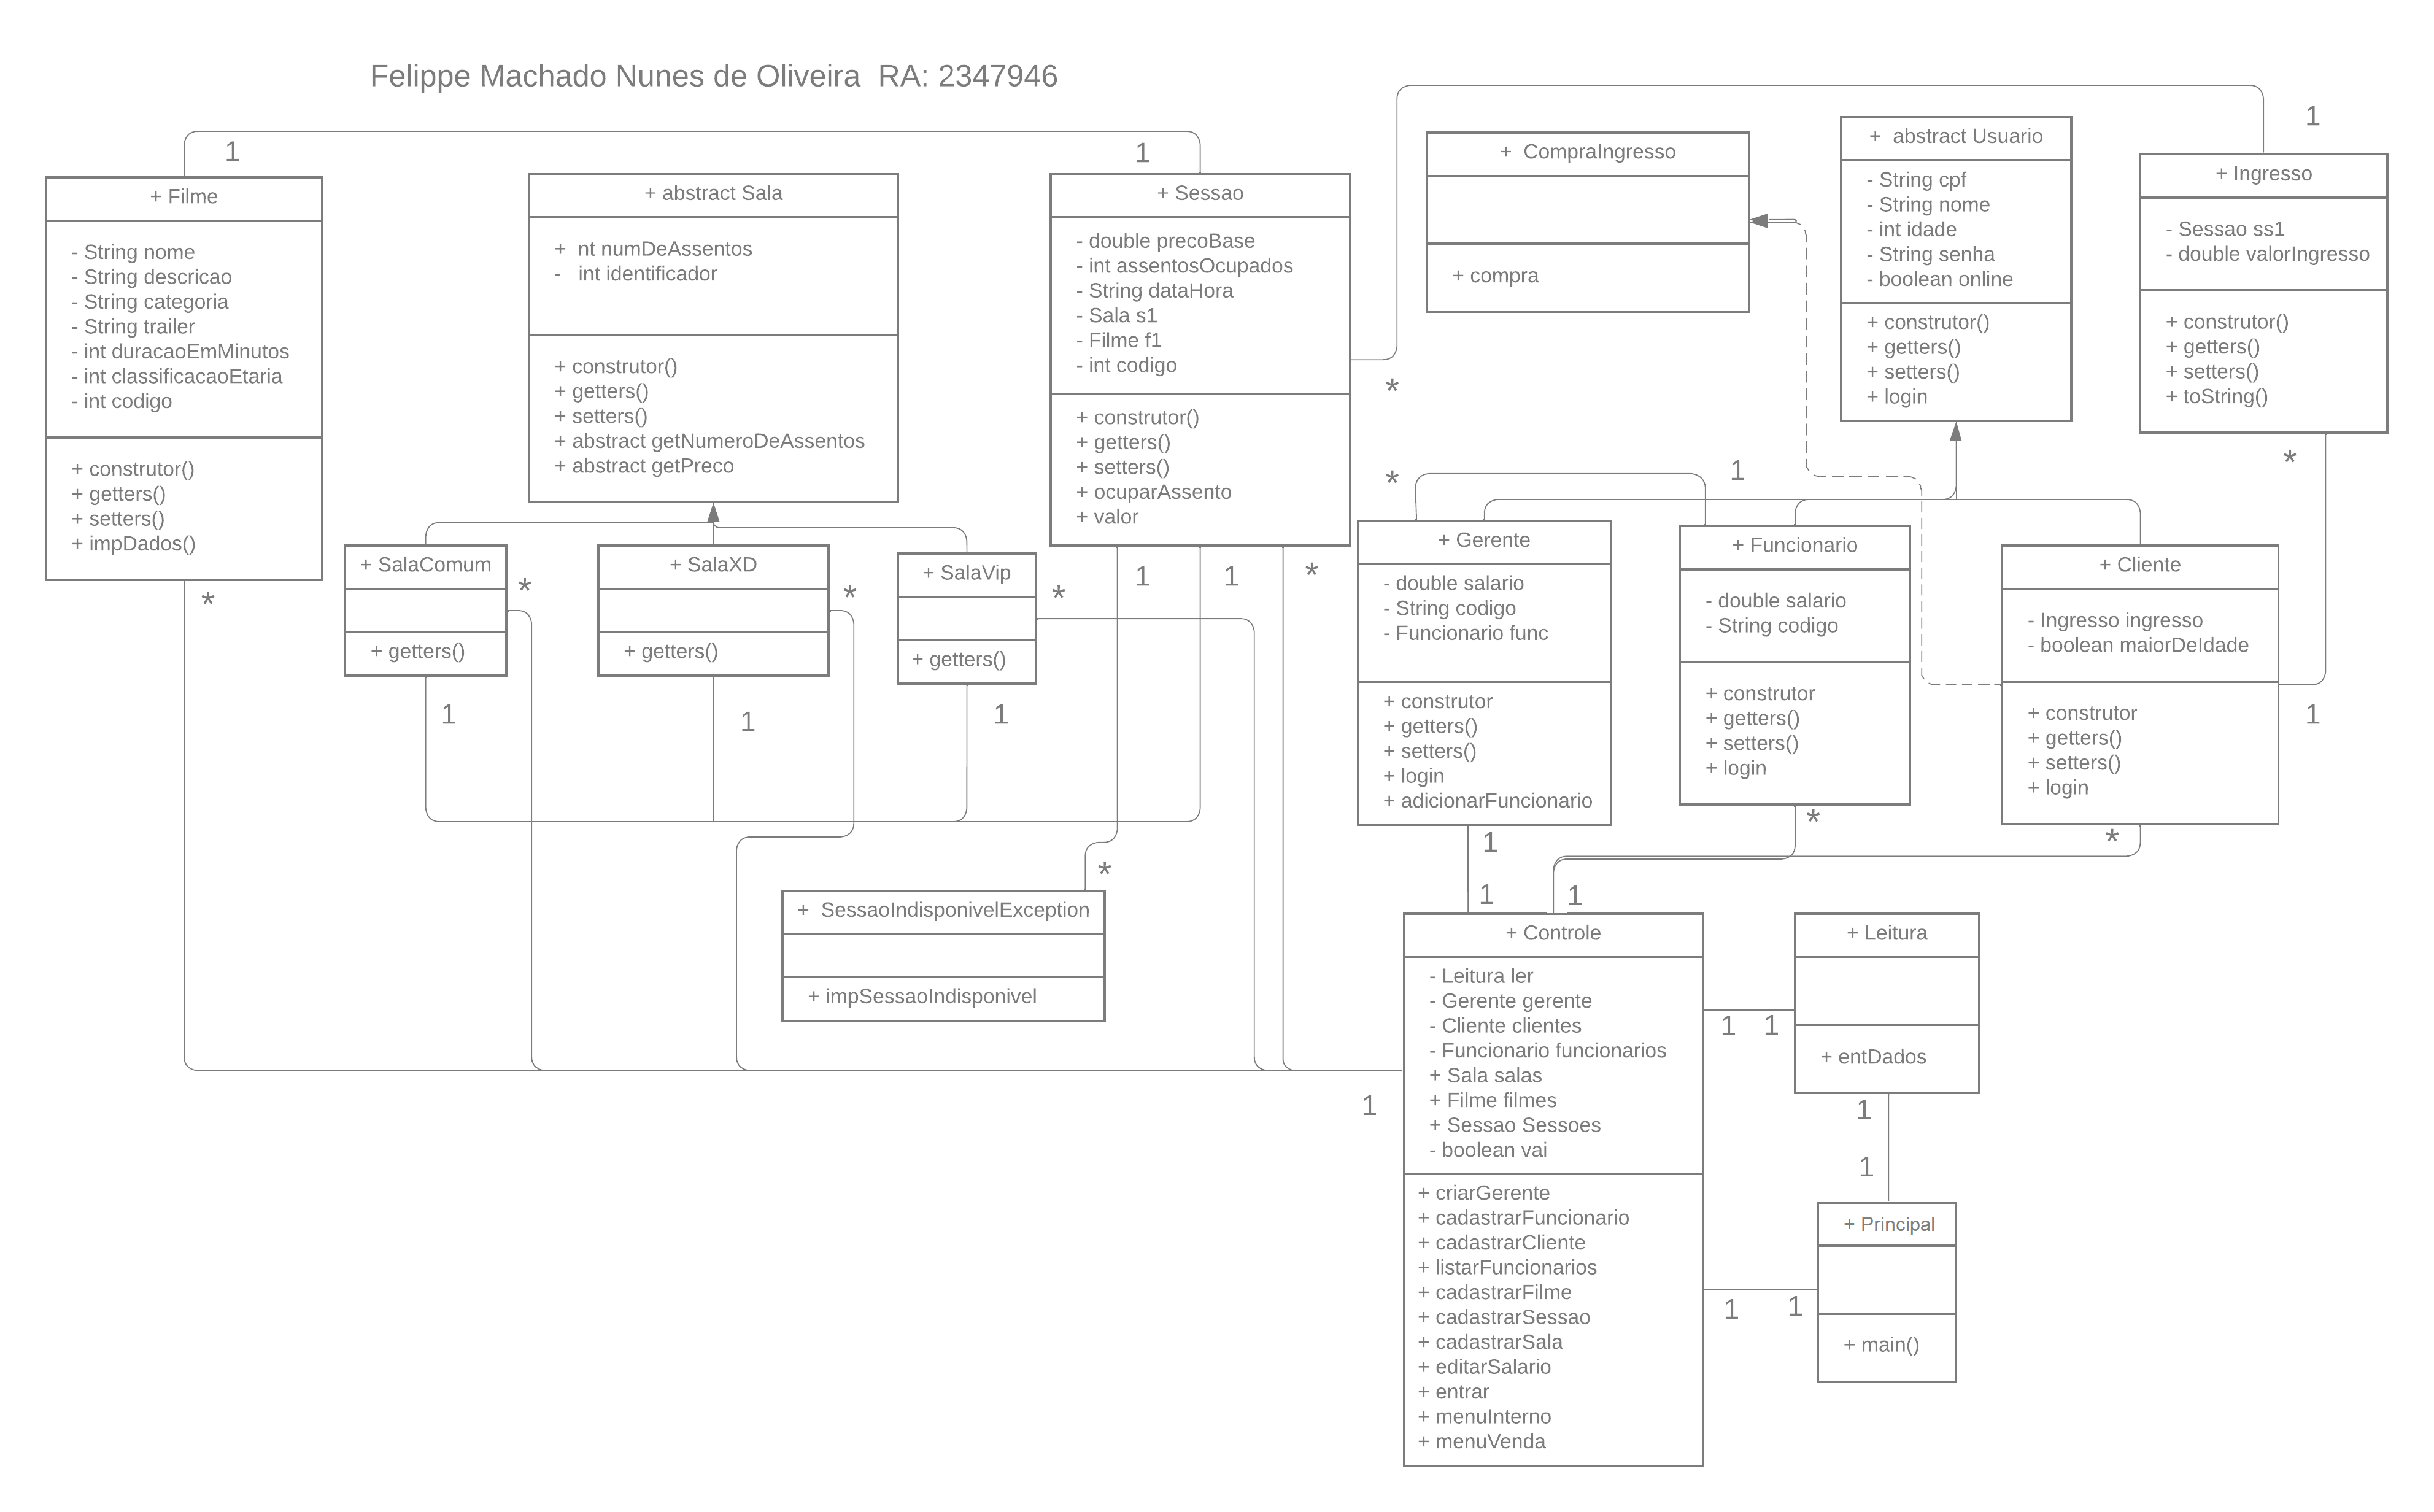 Felippe Machado Nunes de Oliveira  RA: 2347946
1
1
1
+ Filme
- String nome
- String descricao
- String categoria
- String trailer
- int duracaoEmMinutos
- int classificacaoEtaria
- int codigo
+ construtor()
+ getters()
+ setters()
+ impDados()
*
+ abstract Sala
+  nt numDeAssentos
-   int identificador
+ construtor()
+ getters()
+ setters()
+ abstract getNumeroDeAssentos
+ abstract getPreco
+ Sessao
- double precoBase
- int assentosOcupados
- String dataHora
- Sala s1
- Filme f1
- int codigo
+ construtor()
+ getters()
+ setters()
+ ocuparAssento
+ valor
*
1
1
*
+  CompraIngresso
+ compra
+  abstract Usuario
- String cpf
- String nome
- int idade
- String senha
- boolean online
+ construtor()
+ getters()
+ setters()
+ login
+ Ingresso
- Sessao ss1
- double valorIngresso
+ construtor()
+ getters()
+ setters()
+ toString()
*
+ SalaComum
+ getters()
*
1
+ SalaXD
+ getters()
*
1
+ SalaVip
+ getters()
*
1
*
1
+ Gerente
- double salario
- String codigo
- Funcionario func
+ construtor
+ getters()
+ setters()
+ login
+ adicionarFuncionario
1
+ Funcionario
- double salario
- String codigo
+ construtor
+ getters()
+ setters()
+ login
*
+ Cliente
- Ingresso ingresso
- boolean maiorDeIdade
+ construtor
+ getters()
+ setters()
+ login
1
*
*
+  SessaoIndisponivelException
+ impSessaoIndisponivel
1
1
1
+ Controle
- Leitura ler
- Gerente gerente
- Cliente clientes
- Funcionario funcionarios
+ Sala salas
+ Filme filmes
+ Sessao Sessoes
- boolean vai
+ criarGerente
+ cadastrarFuncionario
+ cadastrarCliente
+ listarFuncionarios
+ cadastrarFilme
+ cadastrarSessao
+ cadastrarSala
+ editarSalario
+ entrar
+ menuInterno
+ menuVenda
1
1
+ Leitura
+ entDados
1
1
+ Principal
+ main()
1
1